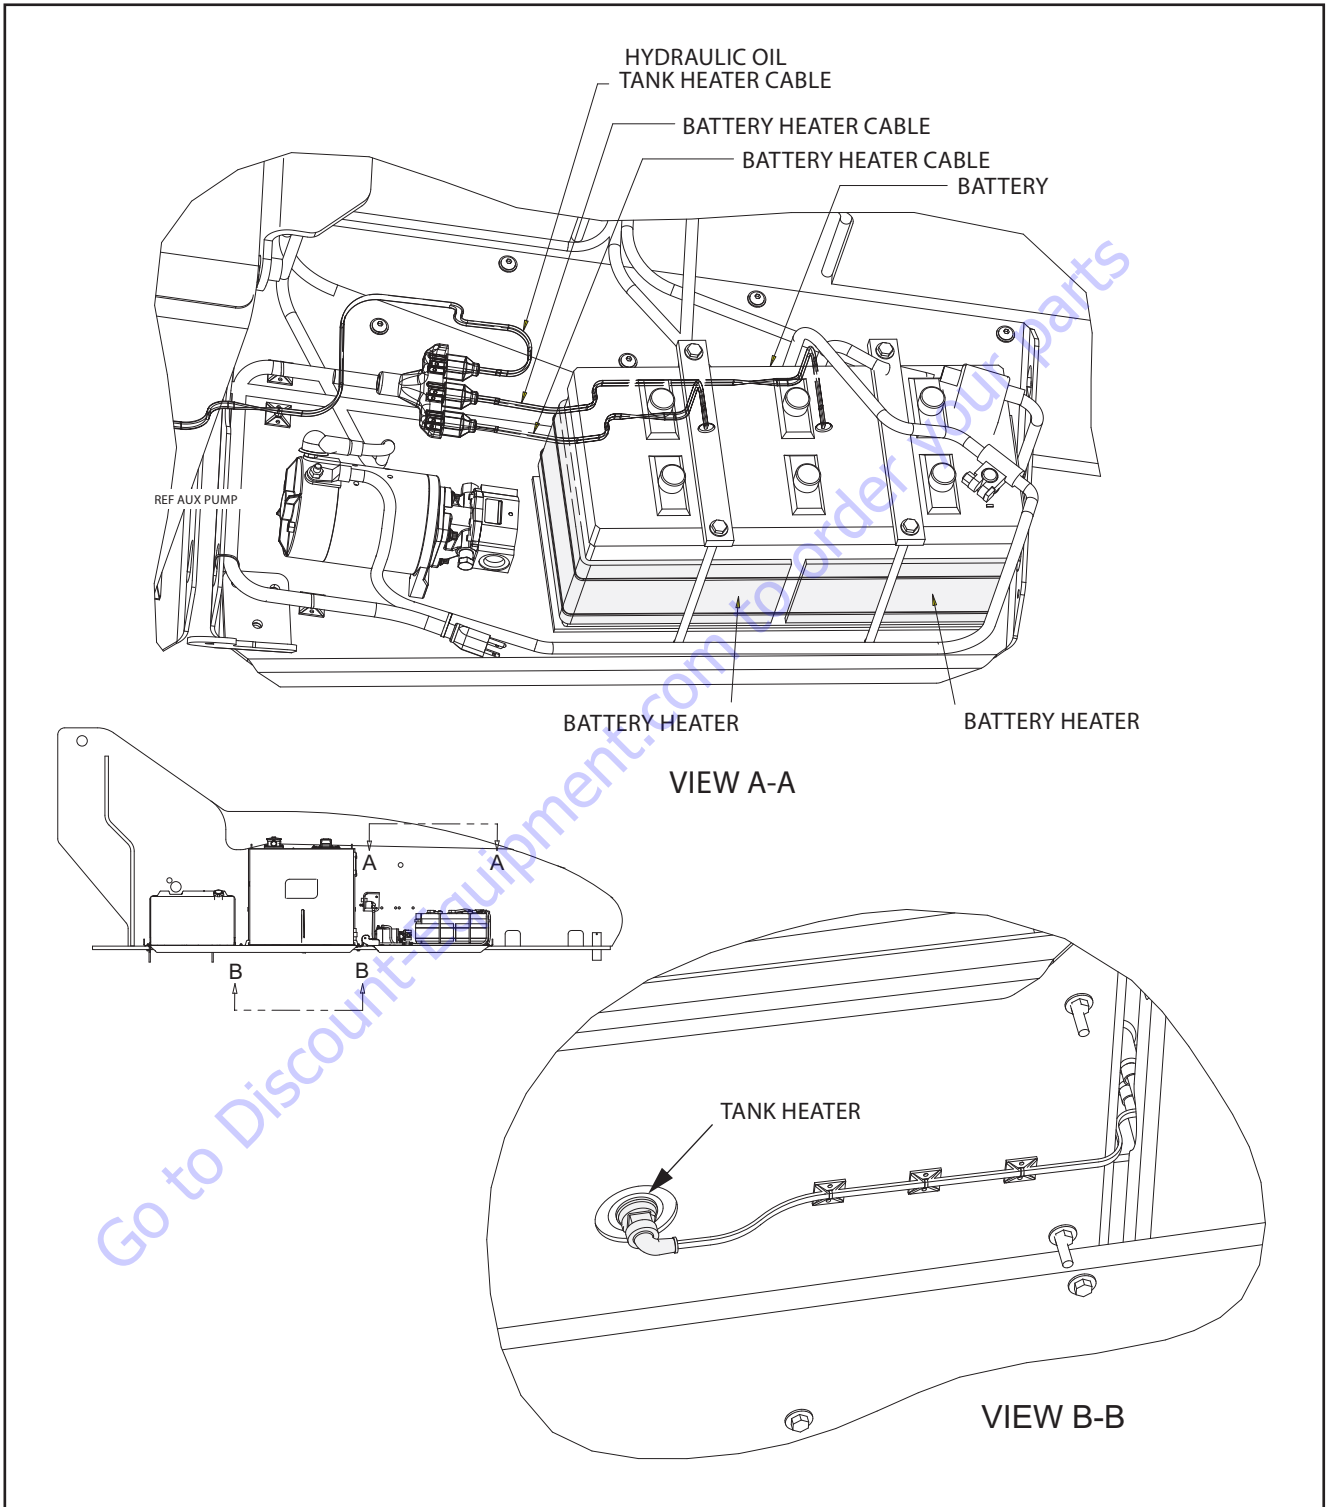 HYDRAULIC OIL
TANK HEATER CABLE
BATTERY HEATER CABLE
BATTERY HEATER CABLE
BATTERY
REF AUX PUMP
BATTERY HEATER
BATTERY HEATER
VIEW A-A
A
A
B
B
TANK HEATER
VIEW B-B
Go to Discount-Equipment.com to order your parts